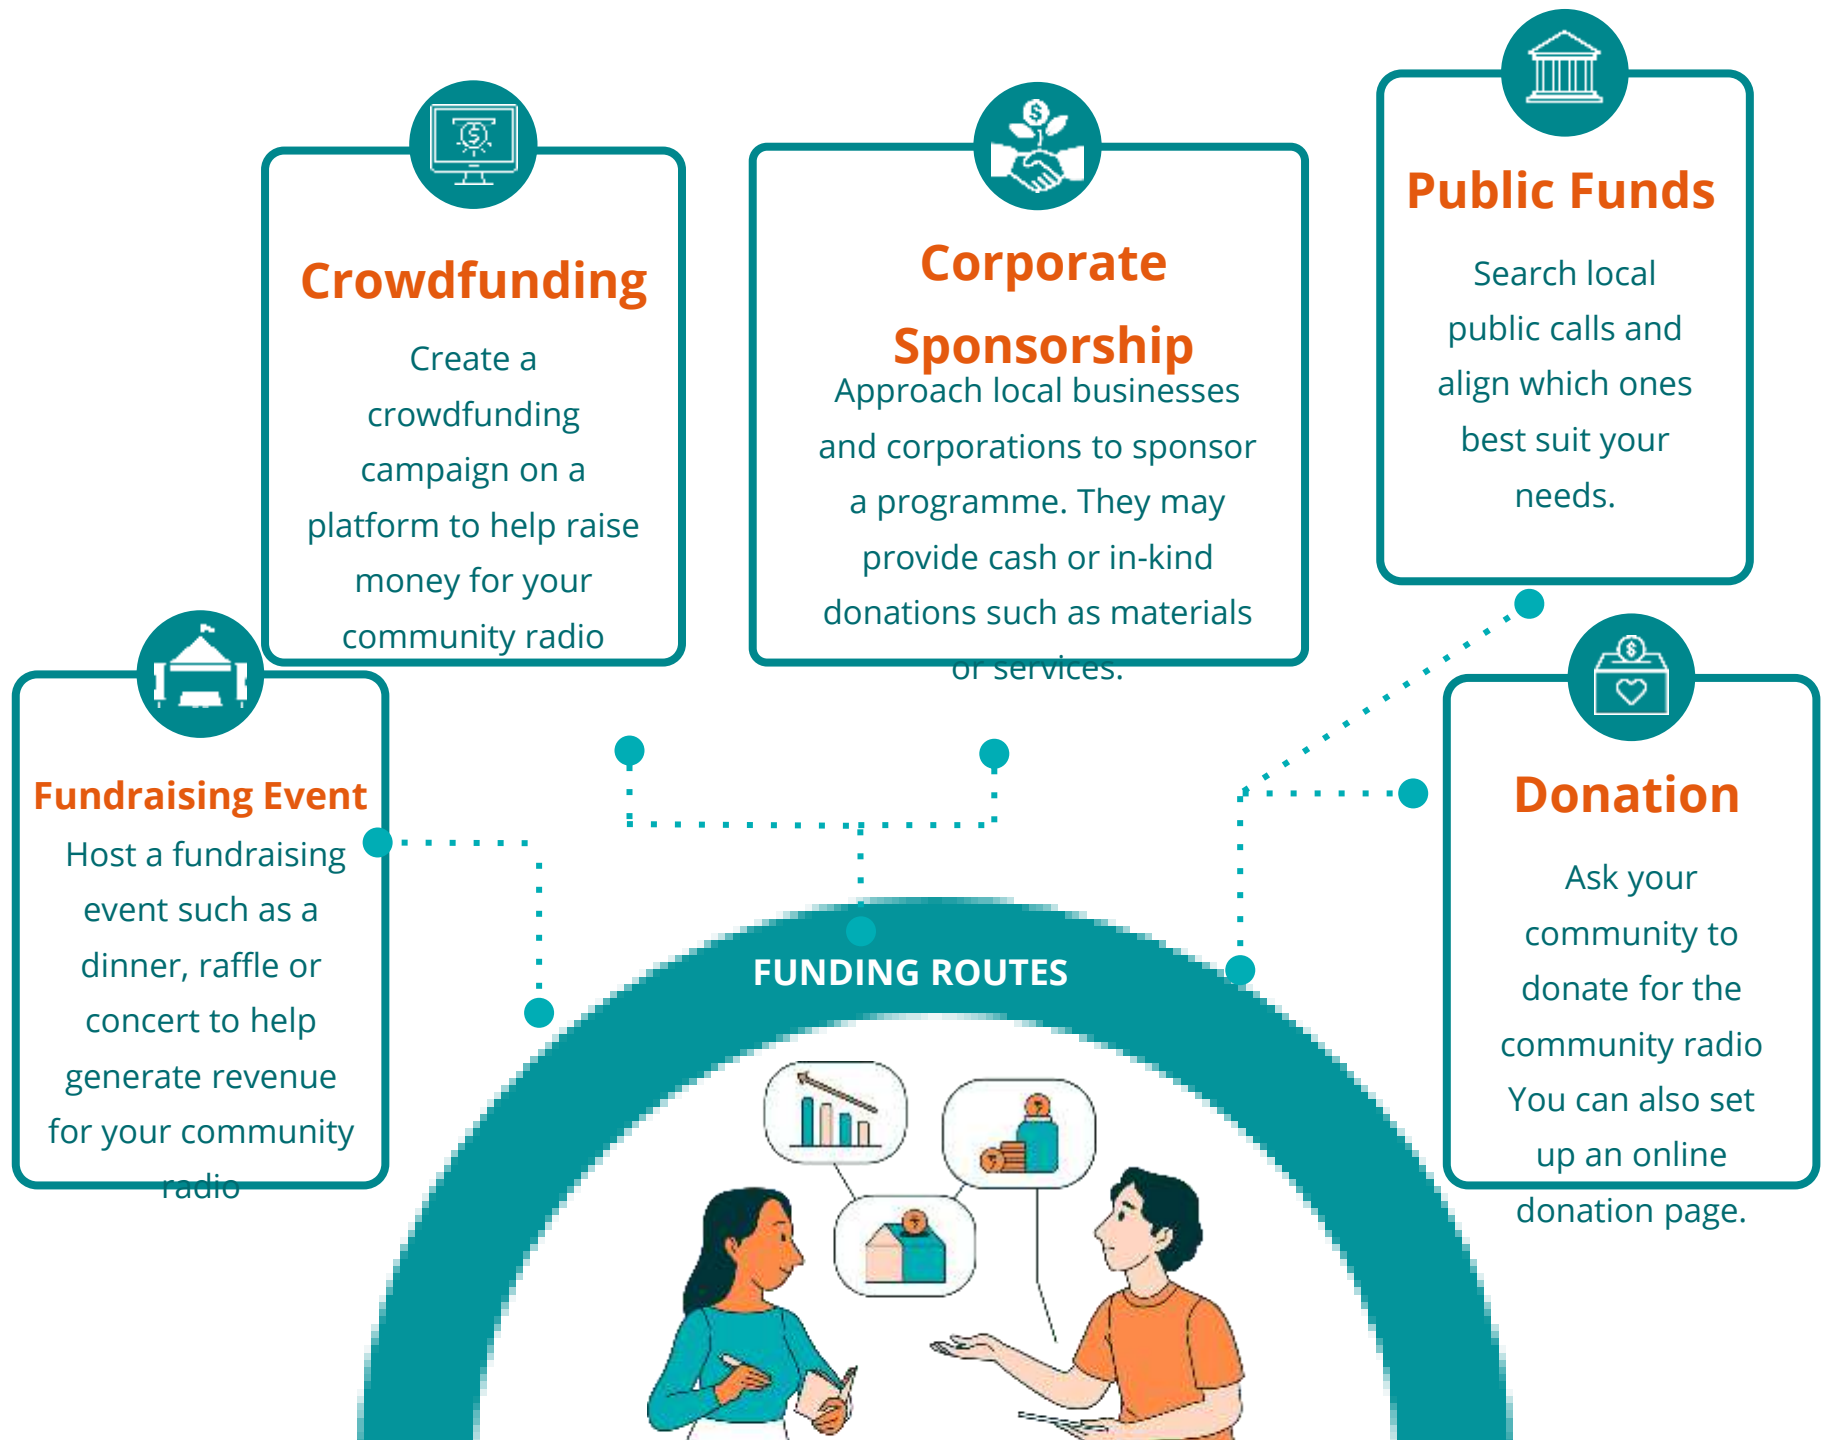 Crowdfunding
Create a
crowdfunding
campaign on a
platform to help raise
money for your
community radio
Corporate
Sponsorship
Approach local businesses
and corporations to sponsor
a programme. They may
provide cash or in-kind
donations such as materials
or services.
Public Funds
Search local
public calls and
align which ones
best suit your
needs.
Fundraising Event
Host a fundraising
event such as a
dinner, raffle or
concert to help
generate revenue
for your community
radio
Donation
Ask your
community to
donate for the
community radio
You can also set
up an online
donation page.
FUNDING ROUTES